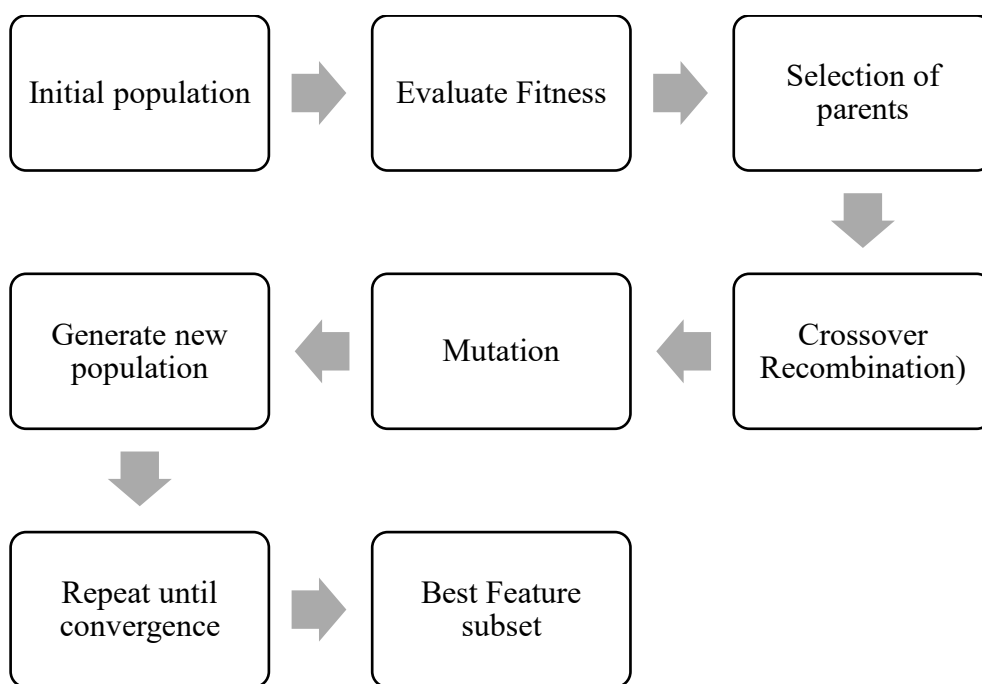 Initial population
Evaluate Fitness
Selection of
parents
Crossover
Recombination)
Mutation
Generate new
population
Repeat until
convergence
Best Feature
subset